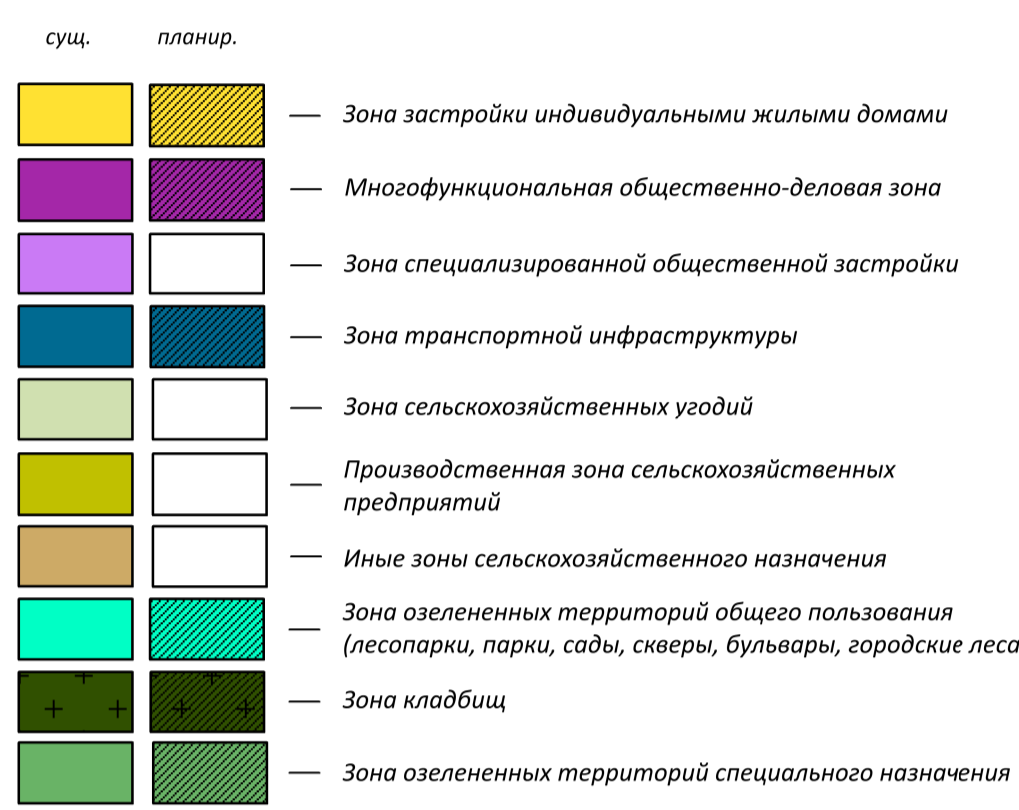 сущ. планир.
— Зона застройки индивидуальными жилыми домами
— Многофункциональная общественно-деловая зона
— Зона специализированной общественной застройки
— Зона транспортной инфраструктуры
— Зона сельскохозяйственных угодий
— Производственная зона сельскохозяйственных
предприятий
— Иные зоны сельскохозяйственного назначения
— Зона озелененных территорий общего пользования
(лесопарки, парки, сады, скверы, бульвары, городские леса
— Зона кладбищ
— Зона озелененных территорий специального назначения